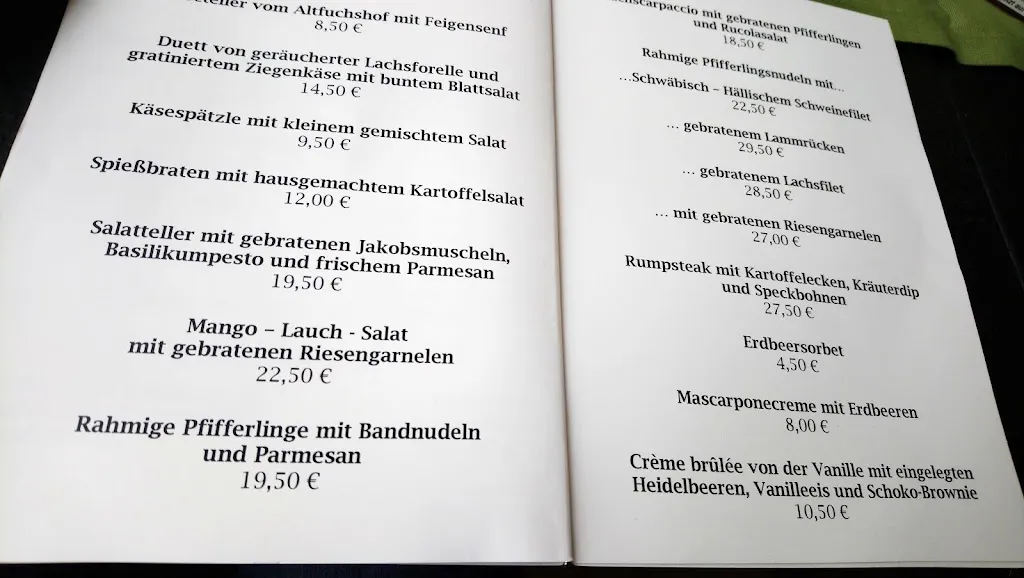 vom Altfuchshof mit Feigensenf
8,50 €
Duett von geräucherter Lachsforelle und
gratiniertem Ziegenkäse mit buntem Blattsalat
14,50 €
Käsespätzle mit kleinem gemischtem Salat
9,50 €
Spießbraten mit hausgemachtem Kartoffelsalat
12,00 €
Salatteller mit gebratenen Jakobsmuscheln,
Basilikumpesto und frischem Parmesan
19,50 €
Mango – Lauch - Salat
mit gebratenen Riesengarnelen
22,50 €
Rahmige Pfifferlinge mit Bandnudeln
und Parmesan
19,50 €
mit gebratenen Pfifferlingen
und Rucolasalat
18,50 €
Rahmige Pfifferlingsnudeln mit...
...Schwäbisch – Hällischem Schweinefilet
22,50 €
... gebratenem Lammrücken
29,50 €
... gebratenem Lachsfilet
28,50 €
... mit gebratenen Riesengarnelen
27,00 €
Rumpsteak mit Kartoffelecken, Kräuterdip
und Speckbohnen
27,50 €
Erdbeersorbet
4,50 €
Mascarponecreme mit Erdbeeren
8,00 €
Crème brûlée von der Vanille mit eingelegten
Heidelbeeren, Vanilleeis und Schoko-Brownie
10,50 €